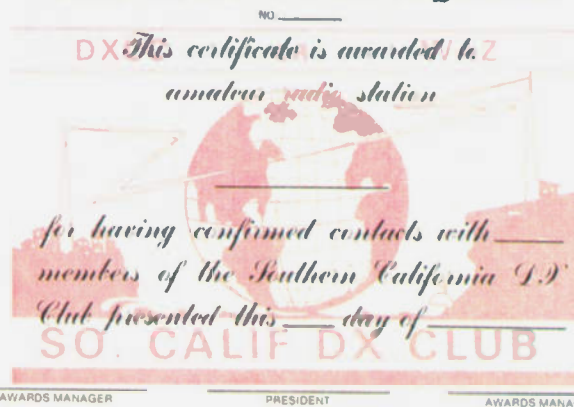 NO.
This certificate is awarded to
amateur radio station
for having confirmed contacts with
members of the Southern California DX
Club presented this day of
SO CALIF DX CLUB
AWARDS MANAGER PRESIDENT AWARDS MANA